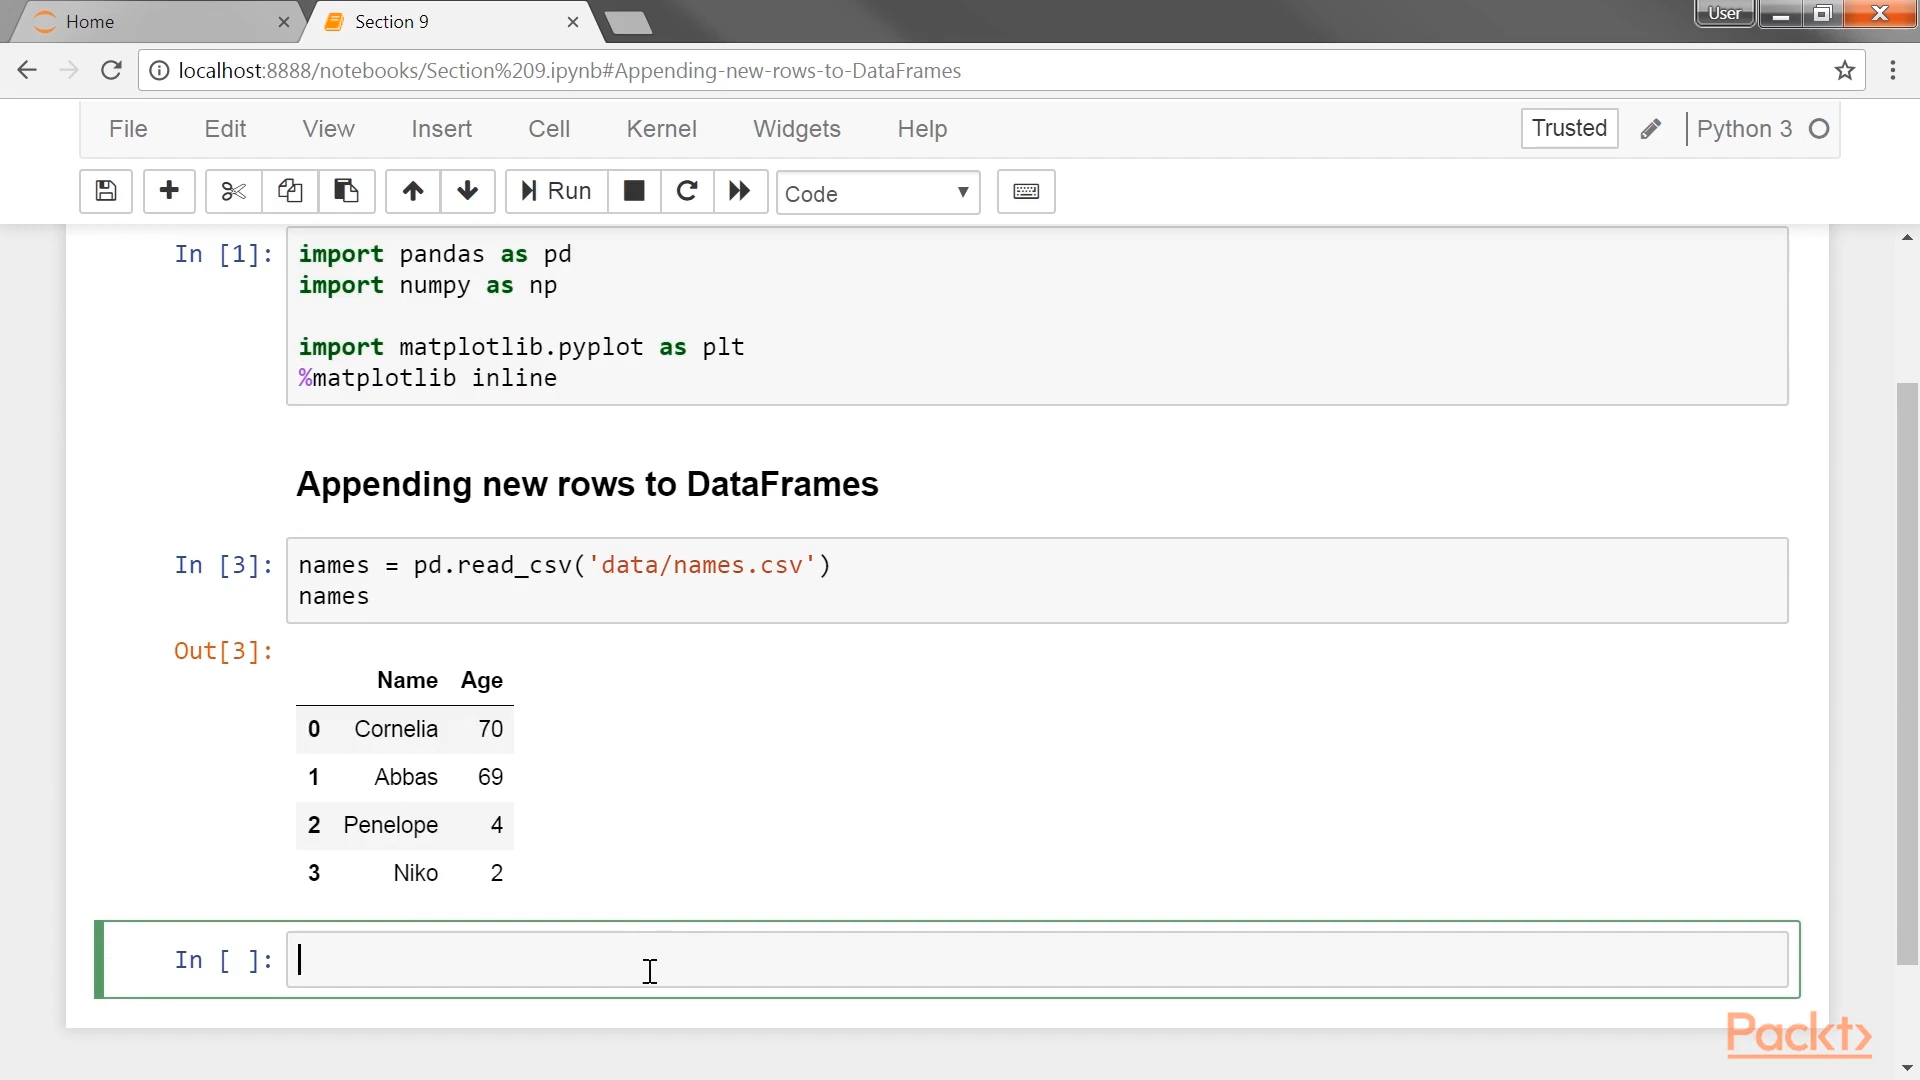 Home
Section 9
User
localhost:8888/notebooks/Section%209.ipynb#Appending-new-rows-to-DataFrames
File Edit View Insert Cell Kernel Widgets Help
Trusted
Python 3
Run
Code
In [1]:
import pandas as pd
import numpy as np
import matplotlib.pyplot as plt
%matplotlib inline
Appending new rows to DataFrames
In [3]:
names = pd.read_csv('data/names.csv')
names
Out[3]:
Name Age
0 Cornelia 70
1 Abbas 69
2 Penelope 4
3 Niko 2
In [ ]:
Packt>